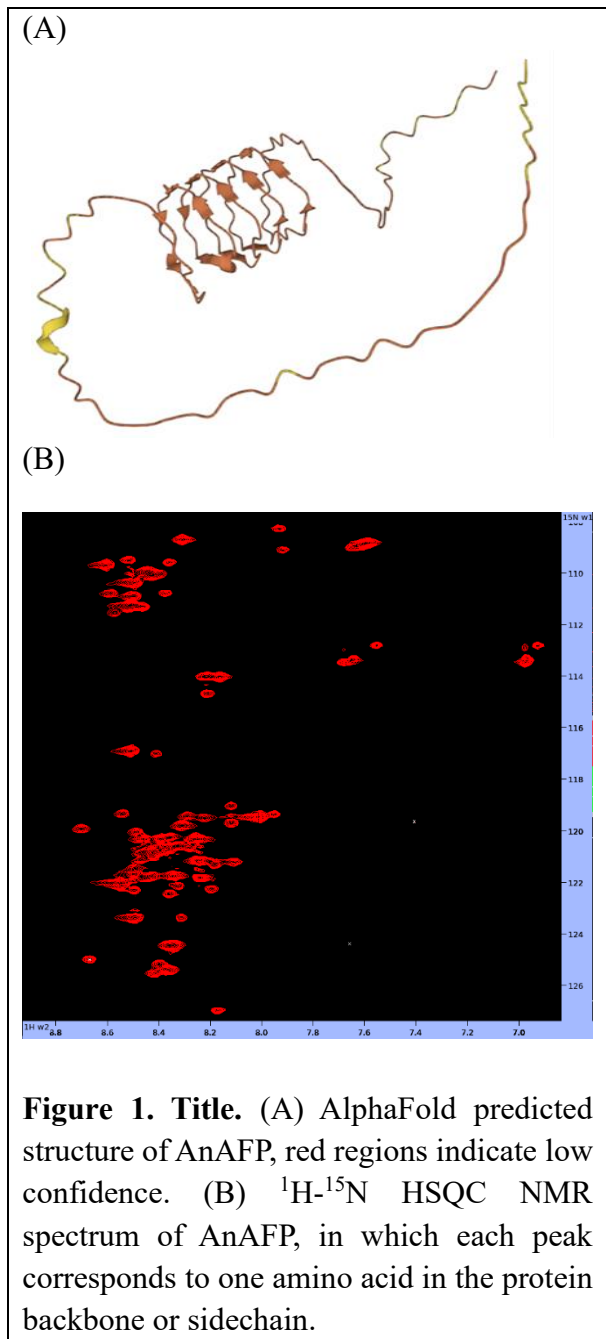 (A)
(B)
15N w1
108
110
112
114
116
118
120
122
124
126
1H w2
8.8
8.6
8.4
8.2
8.0
7.8
7.6
7.4
7.2
7.0
Figure 1. Title. (A) AlphaFold predicted
structure of AnAFP, red regions indicate low
confidence. (B) ¹H-¹⁵N HSQC NMR
spectrum of AnAFP, in which each peak
corresponds to one amino acid in the protein
backbone or sidechain.